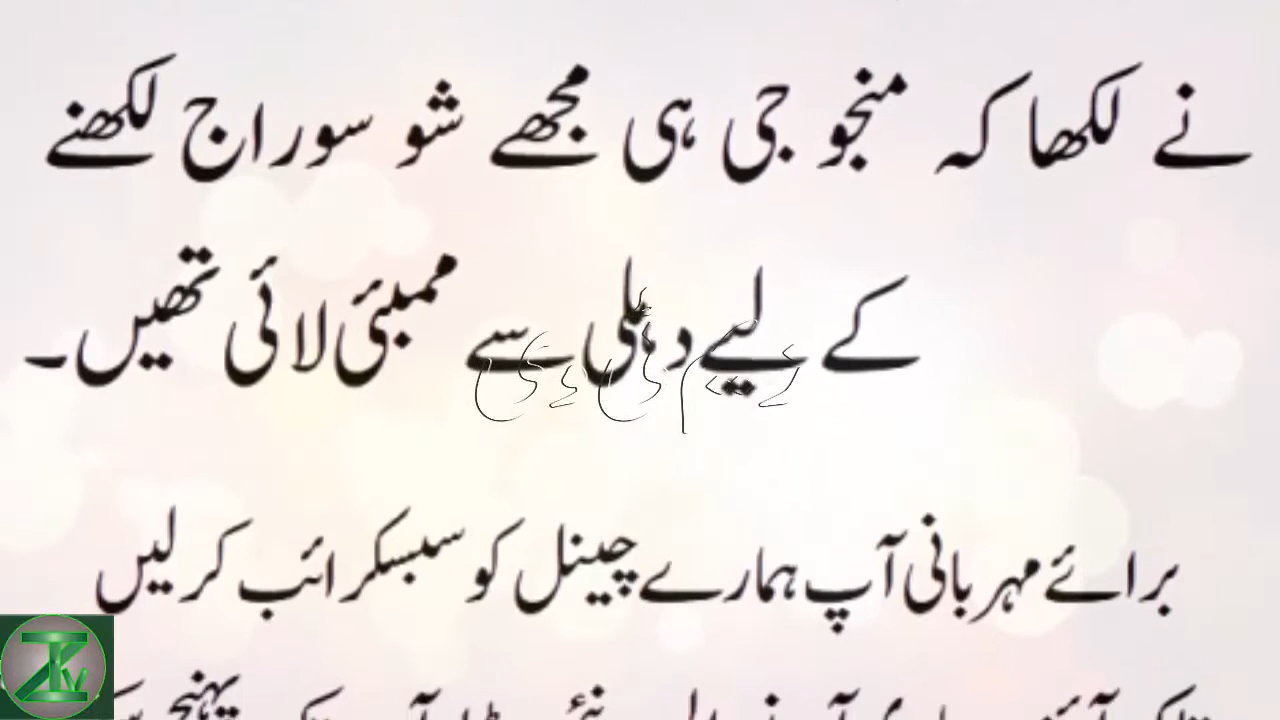 نے لکھا کہ منجو جی ہی مجھے شو سوراج لکھنے
کے لیے دہلی سے ممبئی لائی تھیں۔
برائے مہربانی آپ ہمارے چینل کو سبسکرائب کر لیں